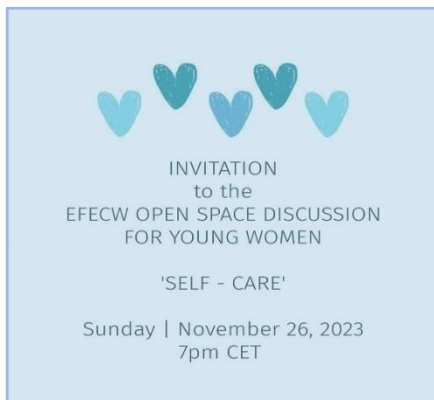 INVITATION
to the
EFECW OPEN SPACE DISCUSSION
FOR YOUNG WOMEN
'SELF - CARE'
Sunday | November 26, 2023
7pm CET